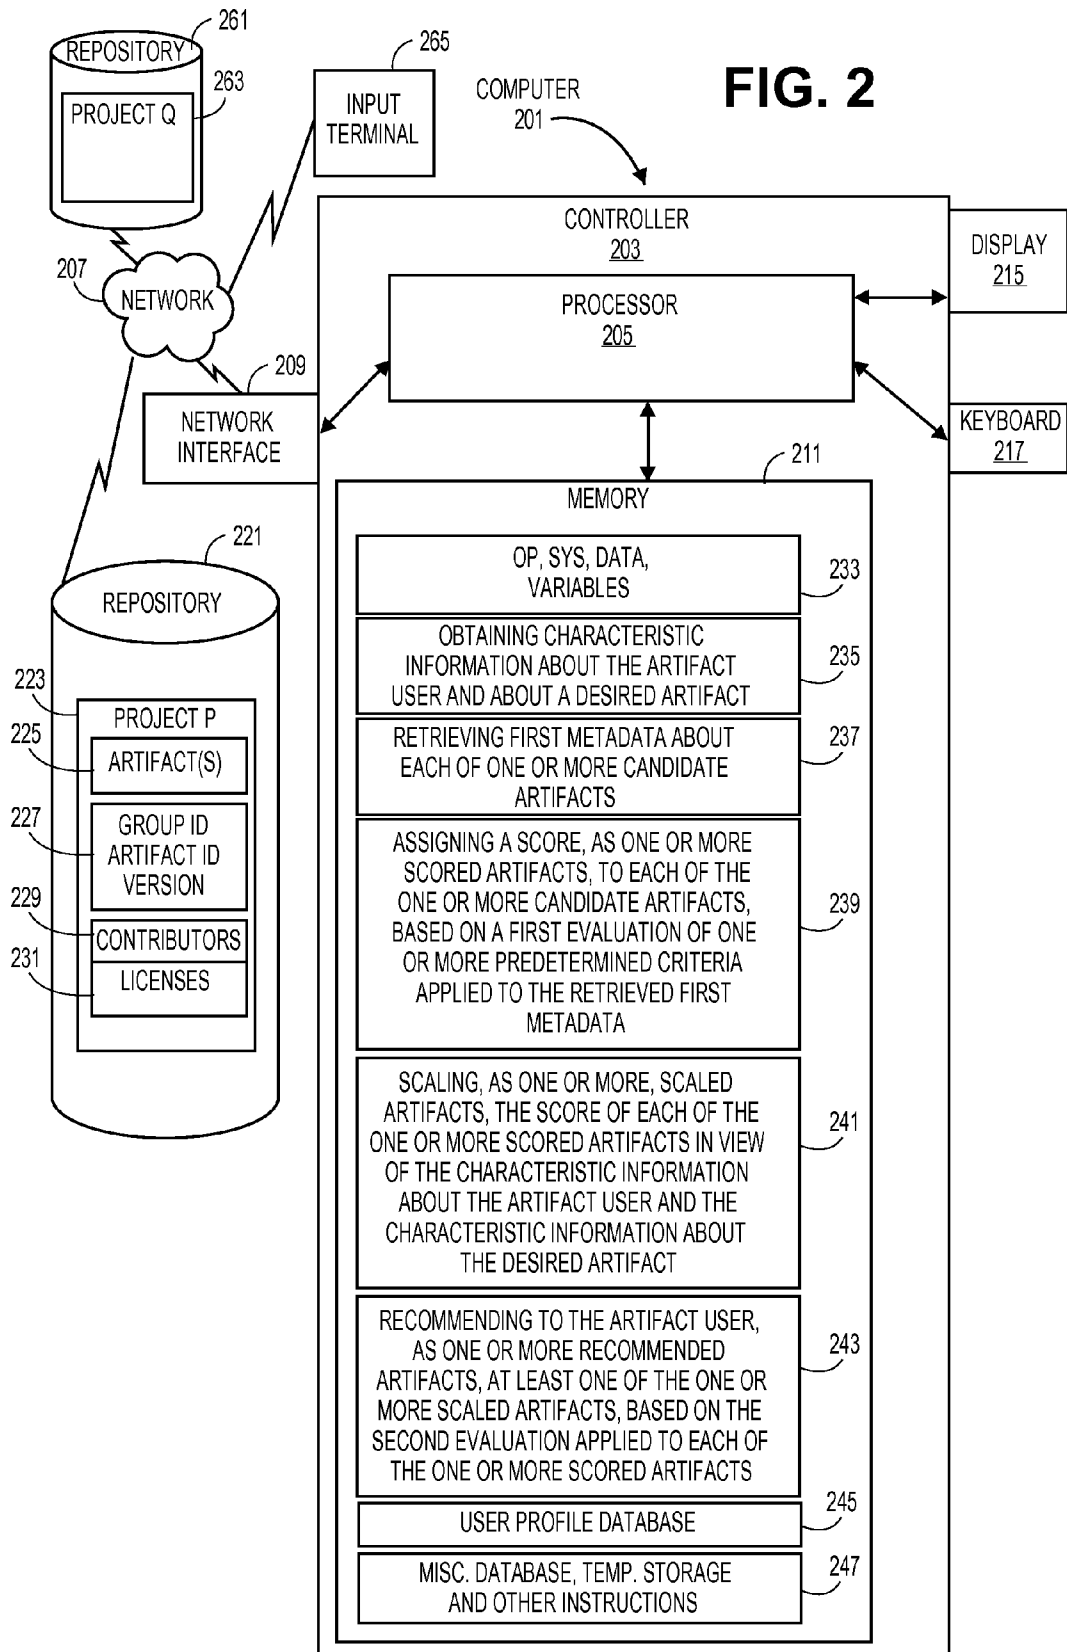 261
REPOSITORY
263
PROJECT Q
265
INPUT
TERMINAL
COMPUTER
201
FIG. 2
207
NETWORK
209
NETWORK
INTERFACE
CONTROLLER
203
PROCESSOR
205
DISPLAY
215
KEYBOARD
217
211
MEMORY
OP, SYS, DATA,
VARIABLES
233
OBTAINING CHARACTERISTIC
INFORMATION ABOUT THE ARTIFACT
USER AND ABOUT A DESIRED ARTIFACT
235
RETRIEVING FIRST METADATA ABOUT
EACH OF ONE OR MORE CANDIDATE
ARTIFACTS
237
ASSIGNING A SCORE, AS ONE OR MORE
SCORED ARTIFACTS, TO EACH OF THE
ONE OR MORE CANDIDATE ARTIFACTS,
BASED ON A FIRST EVALUATION OF ONE
OR MORE PREDETERMINED CRITERIA
APPLIED TO THE RETRIEVED FIRST
METADATA
239
SCALING, AS ONE OR MORE, SCALED
ARTIFACTS, THE SCORE OF EACH OF THE
ONE OR MORE SCORED ARTIFACTS IN VIEW
OF THE CHARACTERISTIC INFORMATION
ABOUT THE ARTIFACT USER AND THE
CHARACTERISTIC INFORMATION ABOUT
THE DESIRED ARTIFACT
241
RECOMMENDING TO THE ARTIFACT USER,
AS ONE OR MORE RECOMMENDED
ARTIFACTS, AT LEAST ONE OF THE ONE OR
MORE SCALED ARTIFACTS, BASED ON THE
SECOND EVALUATION APPLIED TO EACH OF
THE ONE OR MORE SCORED ARTIFACTS
243
USER PROFILE DATABASE
245
MISC. DATABASE, TEMP. STORAGE
AND OTHER INSTRUCTIONS
247
221
REPOSITORY
223
PROJECT P
225
ARTIFACT(S)
227
GROUP ID
ARTIFACT ID
VERSION
229
CONTRIBUTORS
231
LICENSES